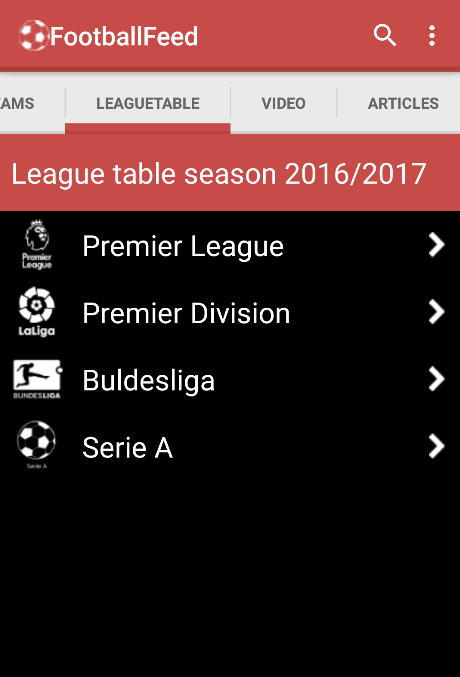 FootballFeed
AMS
LEAGUETABLE
VIDEO
ARTICLES
League table season 2016/2017
Premier
League
Premier League
LaLiga
Premier Division
BUNDESLIGA
Buldesliga
Serie A
Serie A